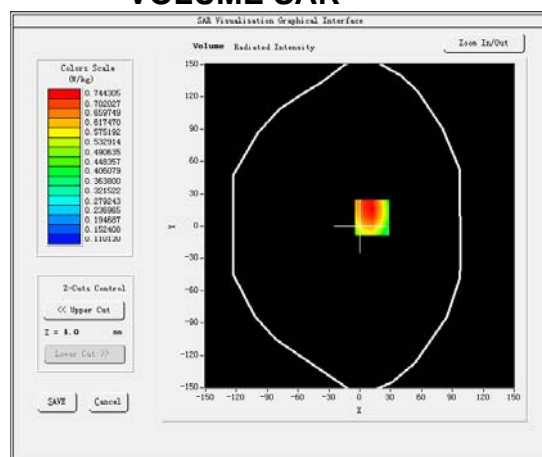 VOLUME SAR
SAR Visualisation Graphical Interface
Volume Radiated Intensity
Zoom In/Out
Colors Scale
(W/kg)
0.744305
0.702027
0.659749
0.617470
0.575192
0.532914
0.490635
0.448357
0.406079
0.363800
0.321522
0.279243
0.236965
0.194687
0.152408
0.110130
150
120
90
60
30
0
-30
-60
-90
-120
-150
Y
-150 -120 -90 -60 -30 0 30 60 90 120 150
X
Z-Cuts Control
<< Upper Cut
Z = 4.0 mm
Lower Cut >>
SAVE Cancel